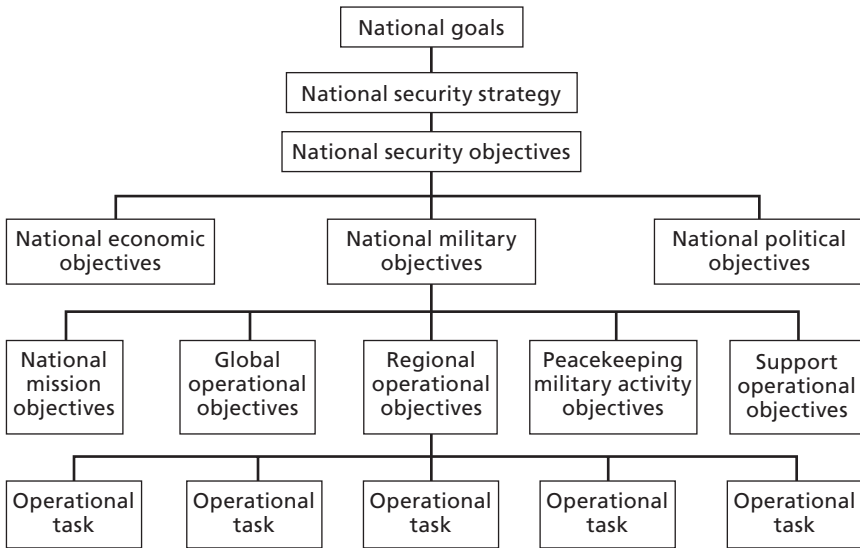 National goals
National security strategy
National security objectives
National economic
objectives
National military
objectives
National political
objectives
National
mission
objectives
Global
operational
objectives
Regional
operational
objectives
Peacekeeping
military activity
objectives
Support
operational
objectives
Operational
task
Operational
task
Operational
task
Operational
task
Operational
task